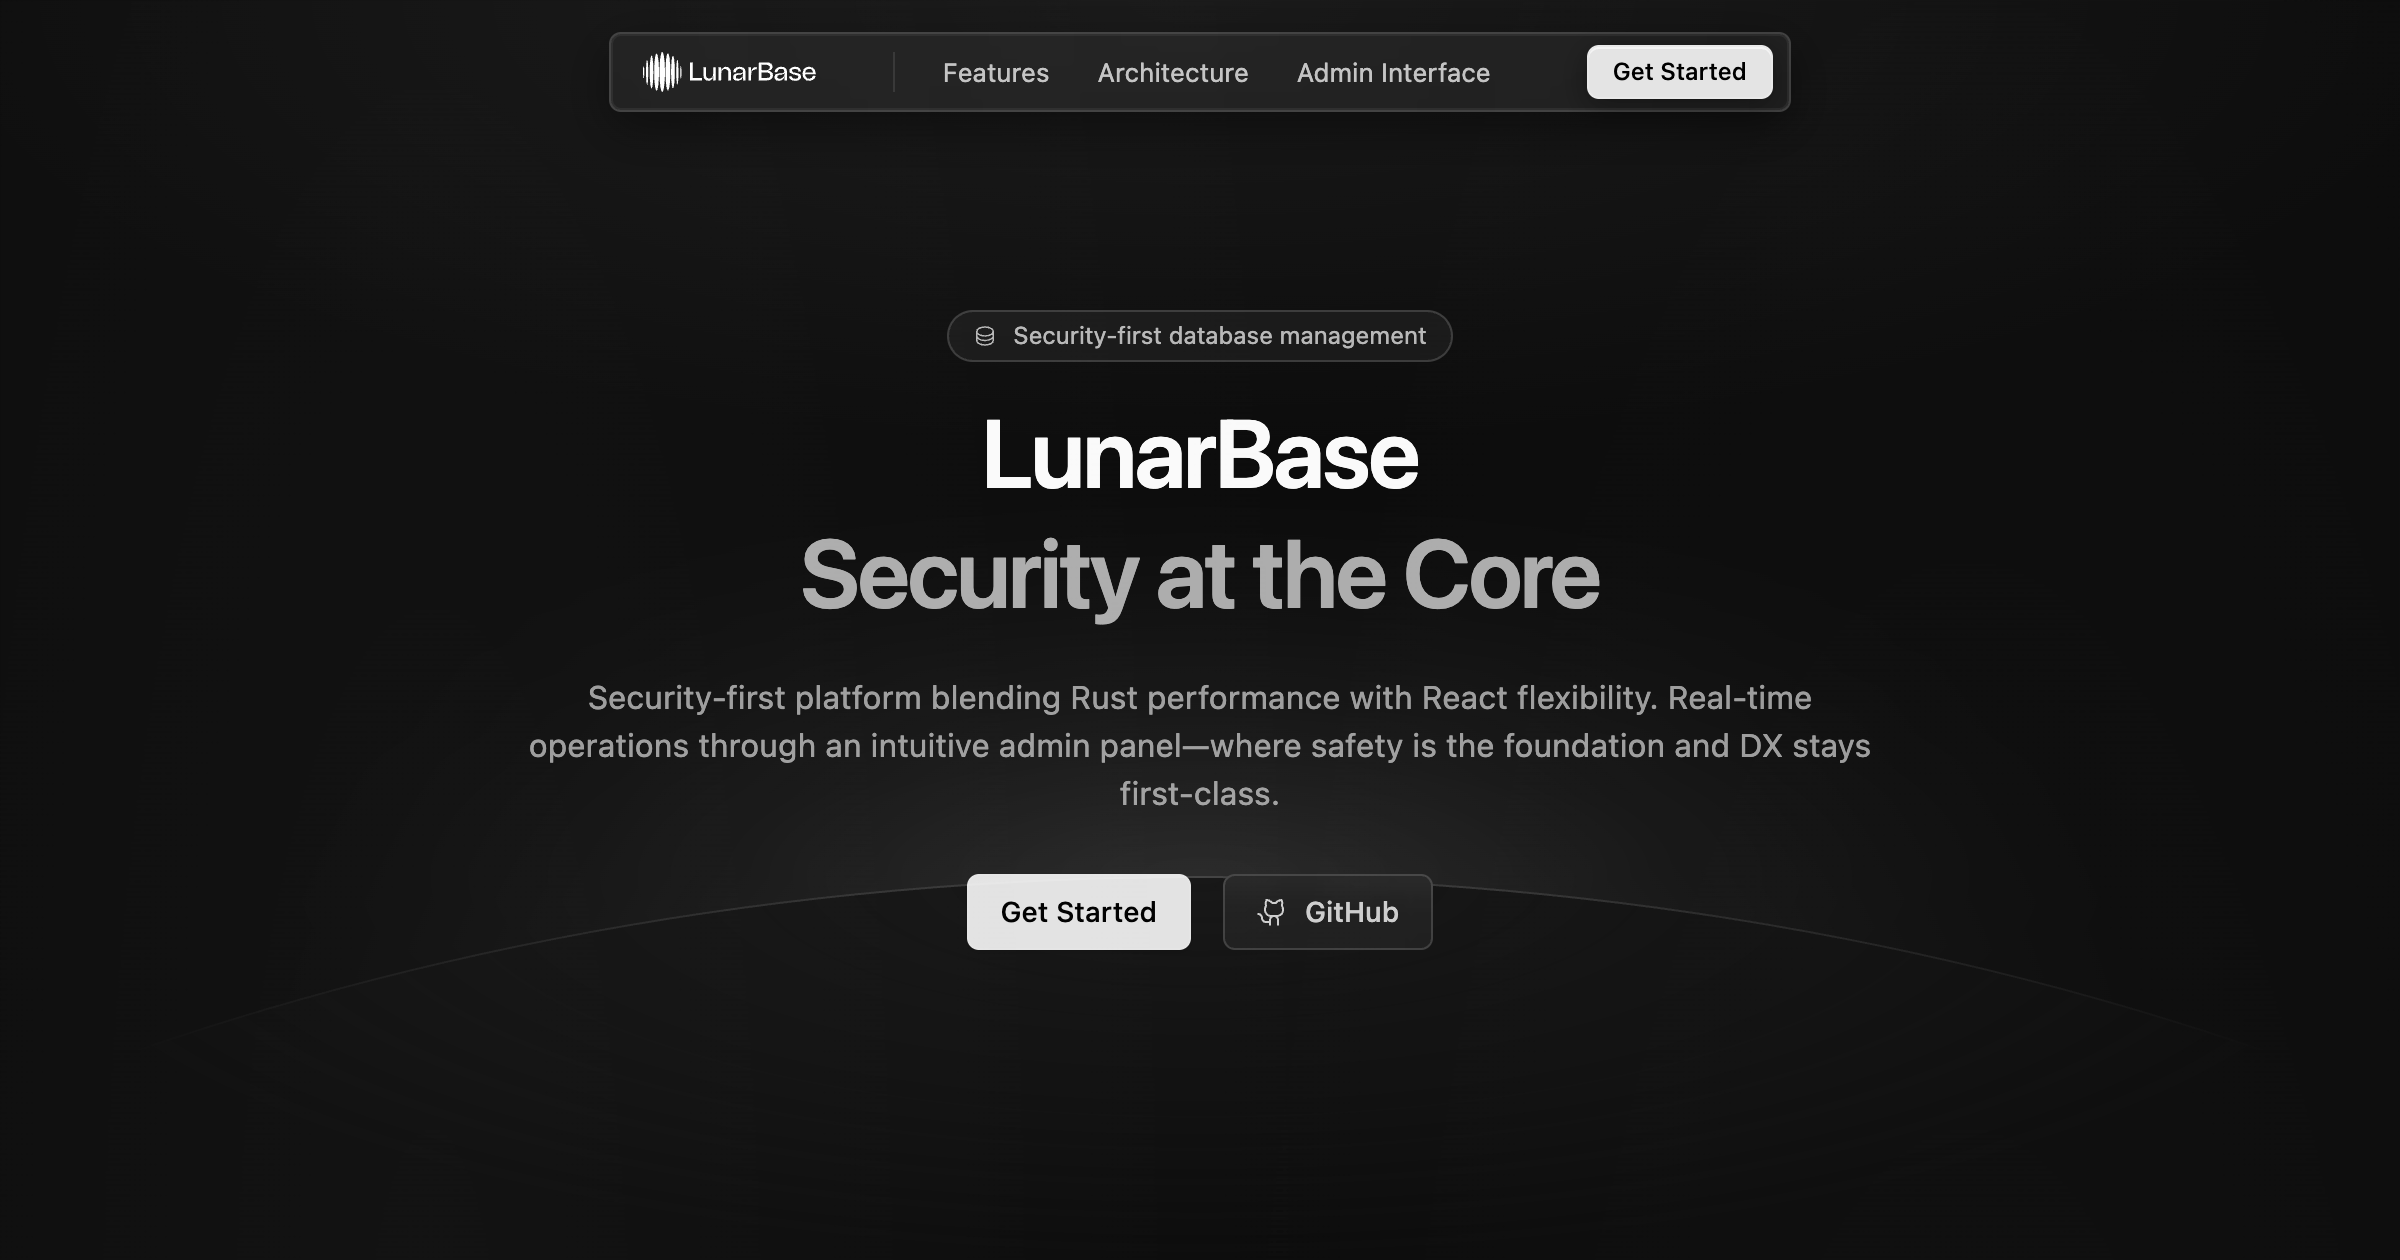 LunarBase
Features
Architecture
Admin Interface
Get Started
Security-first database management
LunarBase
Security at the Core
Security-first platform blending Rust performance with React flexibility. Real-time
operations through an intuitive admin panel—where safety is the foundation and DX stays
first-class.
Get Started
GitHub